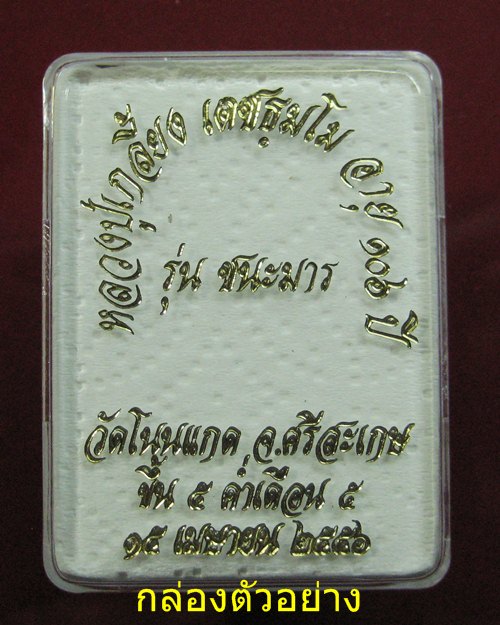 หลวงปู่เกลี้ยง เตชธมฺโม อายุ ๑๐๖ ปี
รุ่น ชนะมาร
วัดโนนแกด จ.ศรีสะเกษ
ขึ้น ๕ ค่ำเดือน ๕
๑๕ เมษายน ๒๕๕๖
กล่องตัวอย่าง